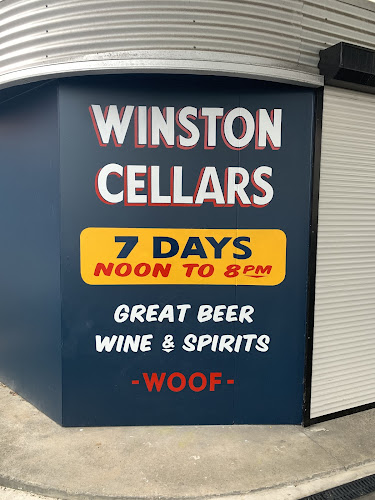 WINSTON
CELLARS
7 DAYS
NOON TO 8PM
GREAT BEER
WINE & SPIRITS
-WOOF-